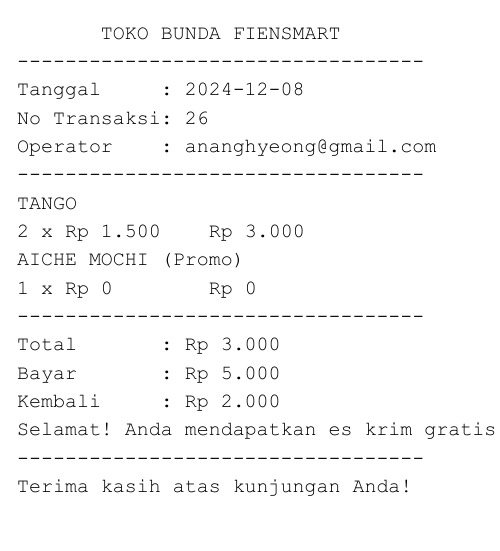 TOKO BUNDA FIENSMART
----------------------------------
Tanggal : 2024-12-08
No Transaksi: 26
Operator : ananghyeong@gmail.com
----------------------------------
TANGO
2 x Rp 1.500 Rp 3.000
AICHE MOCHI (Promo)
1 x Rp 0 Rp 0
----------------------------------
Total : Rp 3.000
Bayar : Rp 5.000
Kembali : Rp 2.000
Selamat! Anda mendapatkan es krim gratis
----------------------------------
Terima kasih atas kunjungan Anda!